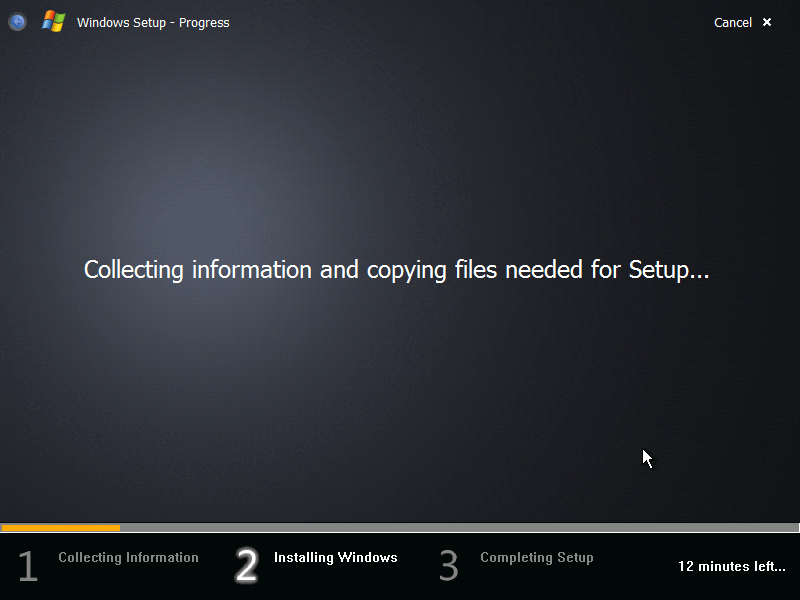 Windows Setup - Progress
Cancel
Collecting information and copying files needed for Setup...
1 Collecting Information
2 Installing Windows
3 Completing Setup
12 minutes left...